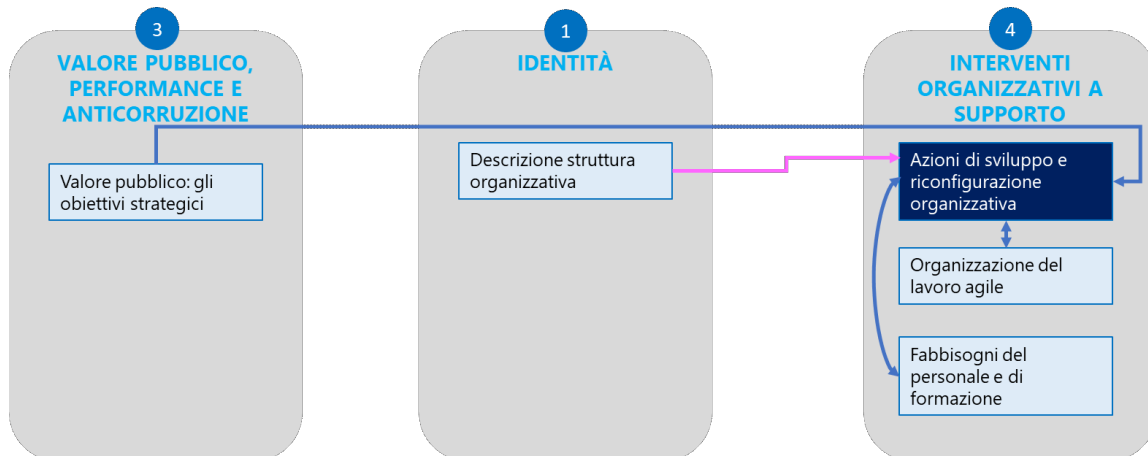 3
VALORE PUBBLICO,
PERFORMANCE E
ANTICORRUZIONE
Valore pubblico: gli
obiettivi strategici
1
IDENTITÀ
Descrizione struttura
organizzativa
4
INTERVENTI
ORGANIZZATIVI A
SUPPORTO
Azioni di sviluppo e
riconfigurazione
organizzativa
Organizzazione del
lavoro agile
Fabbisogni del
personale e di
formazione